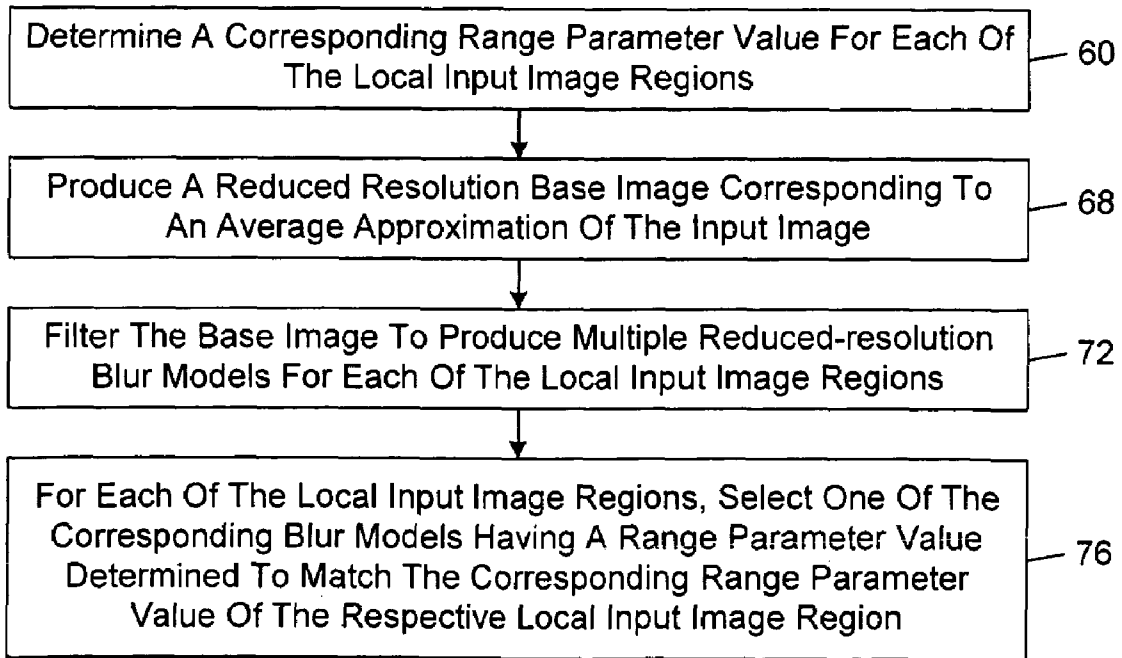 Determine A Corresponding Range Parameter Value For Each Of
The Local Input Image Regions
60
Produce A Reduced Resolution Base Image Corresponding To
An Average Approximation Of The Input Image
68
Filter The Base Image To Produce Multiple Reduced-resolution
Blur Models For Each Of The Local Input Image Regions
72
For Each Of The Local Input Image Regions, Select One Of The
Corresponding Blur Models Having A Range Parameter Value
Determined To Match The Corresponding Range Parameter
Value Of The Respective Local Input Image Region
76